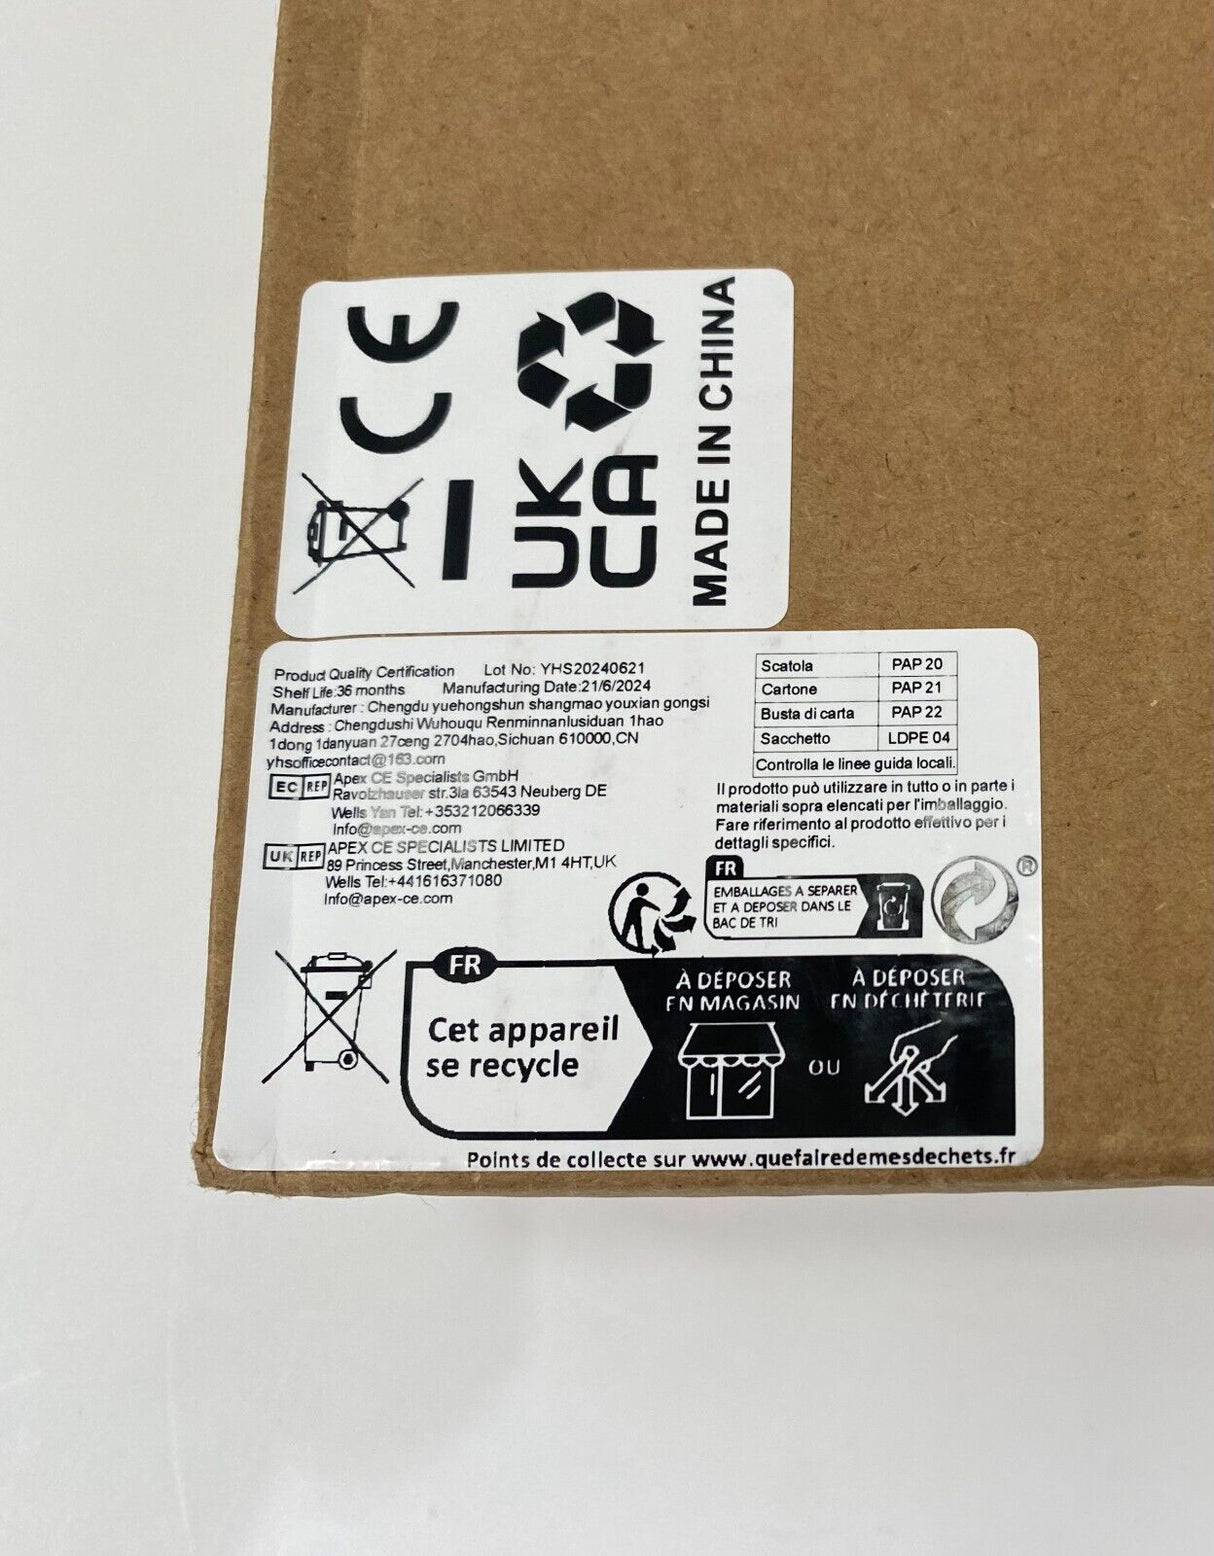 CE
UK
CA
MADE IN CHINA
Product Quality Certification Lot No: YHS20240621
Shelf Life:36 months Manufacturing Date:21/6/2024
Manufacturer : Chengdu yuehongshun shangmao youxian gongsi
Address : Chengdushi Wuhouqu Renminnanlusiduan 1hao
1dong 1danyuan 27ceng 2704hao,Sichuan 610000,CN
yhsofficecontact@163.com
EC REP Apex CE Specialists GmbH
Ravolzhauser str.3la 63543 Neuberg DE
Wells Yan Tel:+353212066339
Info@apex-ce.com
UK REP APEX CE SPECIALISTS LIMITED
89 Princess Street,Manchester,M1 4HT,UK
Wells Tel:+441616371080
Info@apex-ce.com
Scatola PAP 20
Cartone PAP 21
Busta di carta PAP 22
Sacchetto LDPE 04
Controlla le linee guida locali.
Il prodotto può utilizzare in tutto o in parte i
materiali sopra elencati per l'imballaggio.
Fare riferimento al prodotto effettivo per i
dettagli specifici.
FR
EMBALLAGES A SEPARER
ET A DEPOSER DANS LE
BAC DE TRI
®
FR
Cet appareil
se recycle
À DÉPOSER
EN MAGASIN
OU
À DÉPOSER
EN DÉCHÈTERIE
Points de collecte sur www.quefairedemesdechets.fr